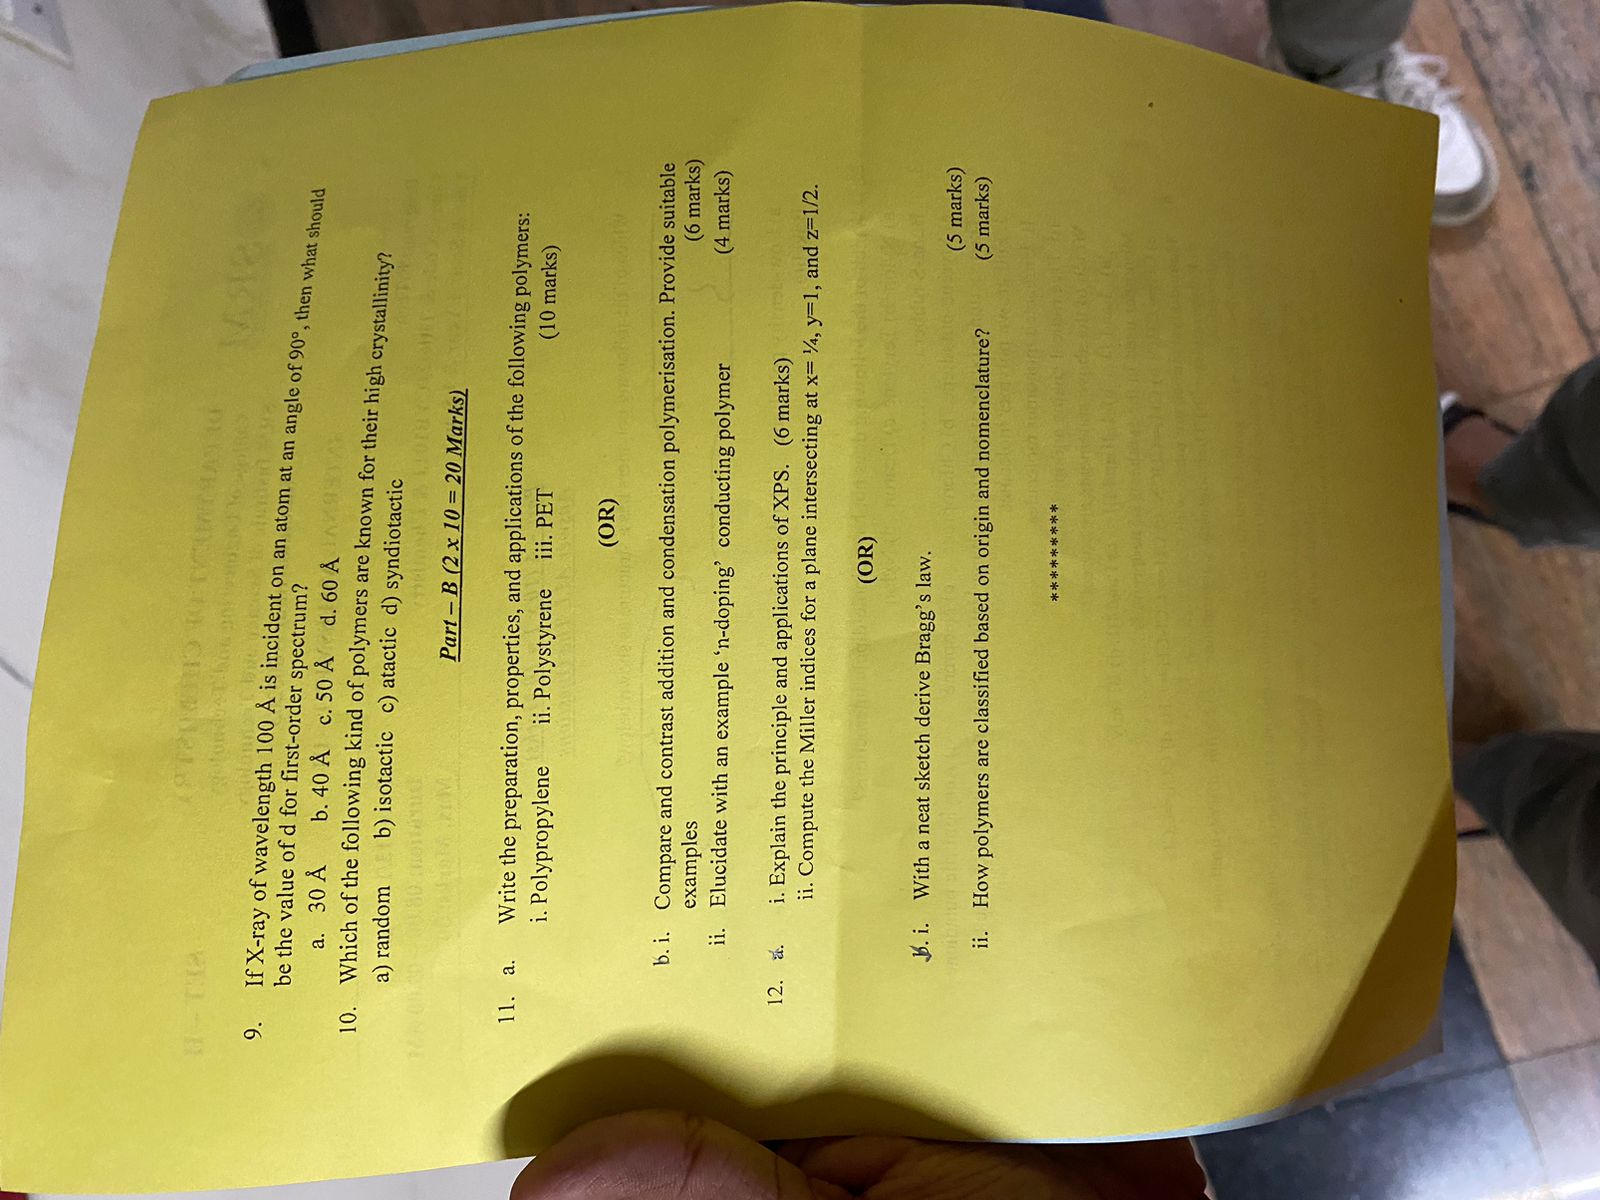 9. If X-ray of wavelength 100 Å is incident on an atom at an angle of 90°, then what should
be the value of d for first-order spectrum?
a. 30 Å b. 40 Å c. 50 Å d. 60 Å
10. Which of the following kind of polymers are known for their high crystallinity?
a) random b) isotactic c) atactic d) syndiotactic
Part – B (2 x 10 = 20 Marks)
11. a. Write the preparation, properties, and applications of the following polymers:
i. Polypropylene ii. Polystyrene iii. PET (10 marks)
(OR)
b. i. Compare and contrast addition and condensation polymerisation. Provide suitable
examples (6 marks)
ii. Elucidate with an example ‘n-doping’ conducting polymer (4 marks)
12. a. i. Explain the principle and applications of XPS. (6 marks)
ii. Compute the Miller indices for a plane intersecting at x= ¼, y=1, and z=1/2.
(OR)
b. i. With a neat sketch derive Bragg’s law. (5 marks)
ii. How polymers are classified based on origin and nomenclature? (5 marks)
**********